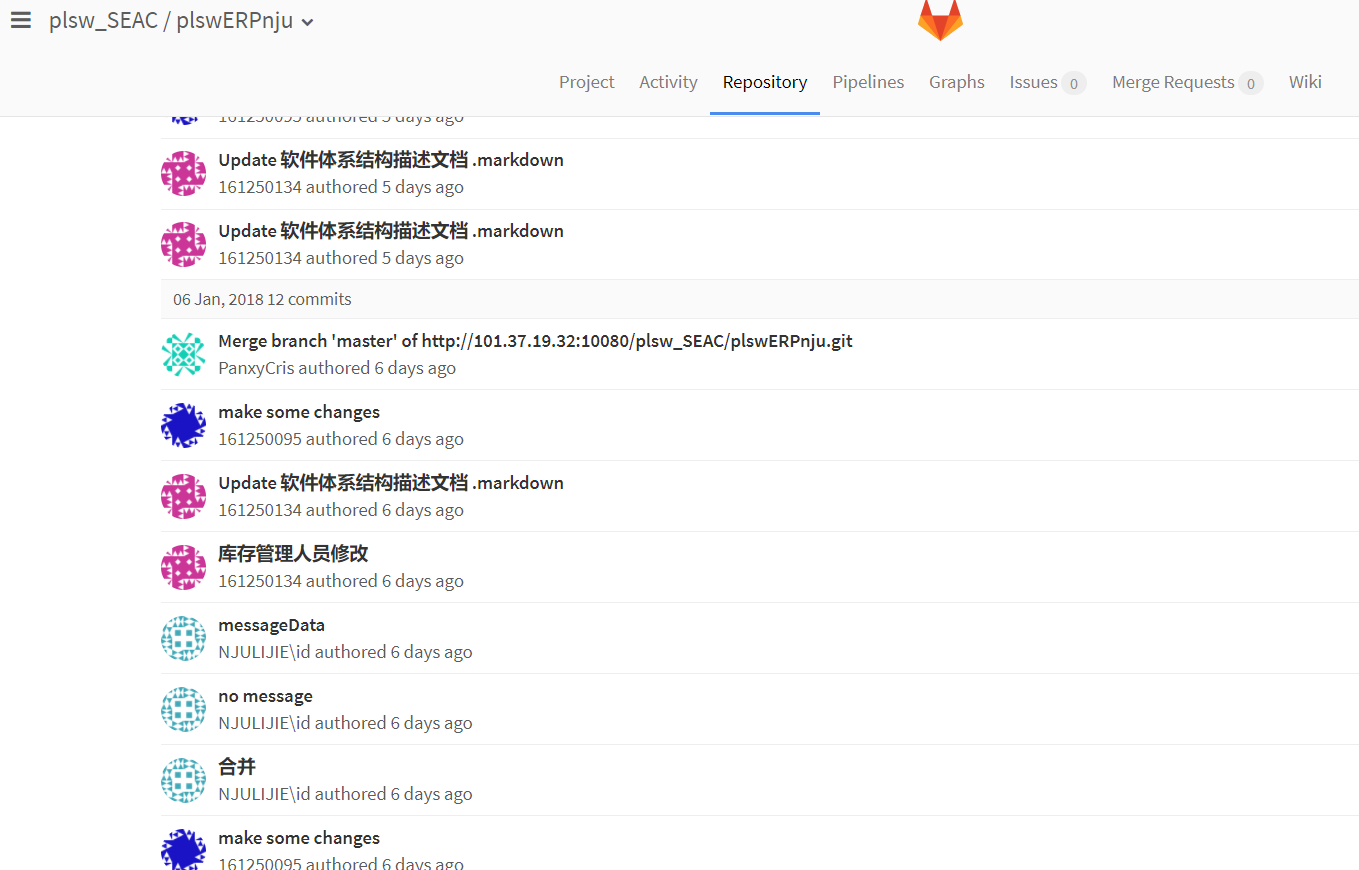 plsw_SEAC / plswERPnju
Project Activity Repository Pipelines Graphs Issues 0 Merge Requests 0 Wiki
161250095 authored 5 days ago
Update 软件体系结构描述文档 .markdown
161250134 authored 5 days ago
Update 软件体系结构描述文档 .markdown
161250134 authored 5 days ago
06 Jan, 2018 12 commits
Merge branch 'master' of http://101.37.19.32:10080/plsw_SEAC/plswERPnju.git
PanxyCris authored 6 days ago
make some changes
161250095 authored 6 days ago
Update 软件体系结构描述文档 .markdown
161250134 authored 6 days ago
库存管理人员修改
161250134 authored 6 days ago
messageData
NJULIJIE\id authored 6 days ago
no message
NJULIJIE\id authored 6 days ago
合并
NJULIJIE\id authored 6 days ago
make some changes
161250095 authored 6 days ago